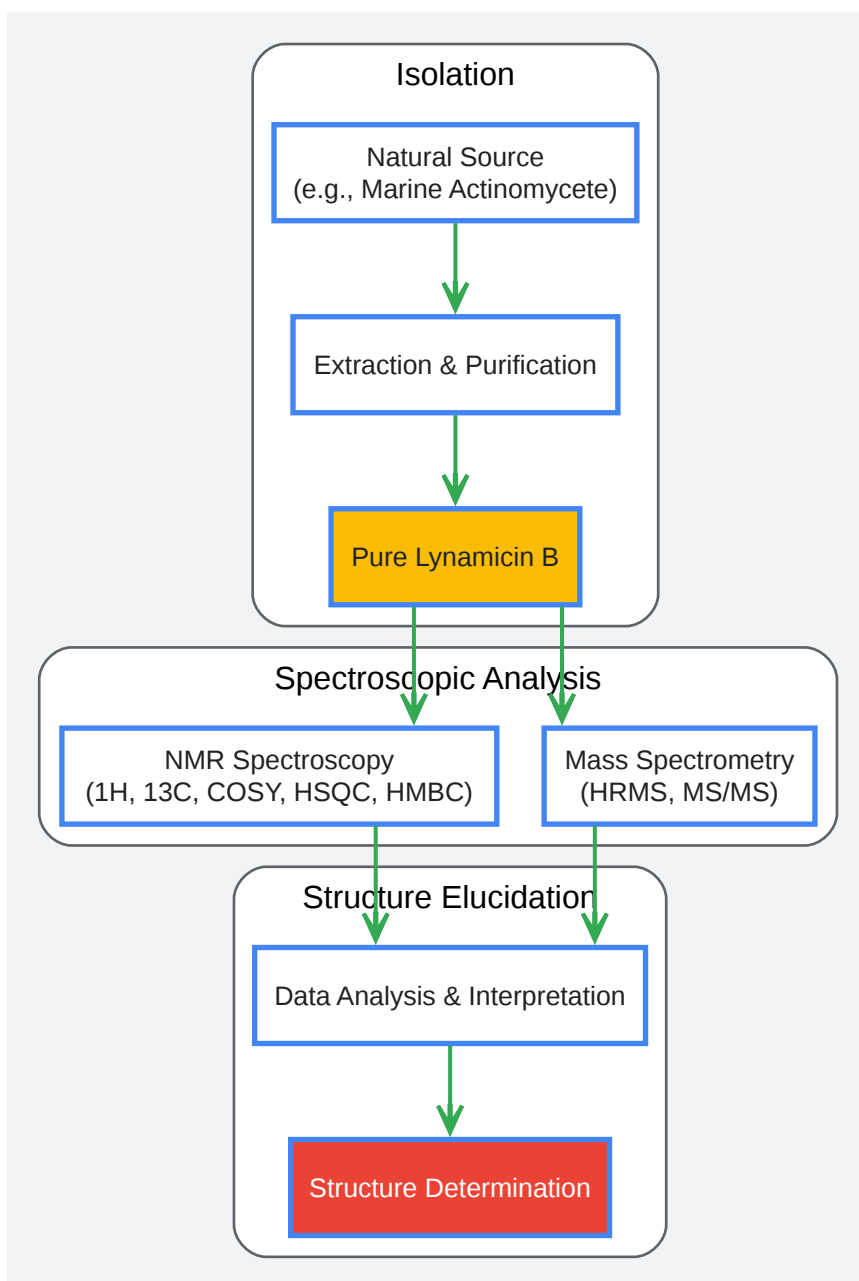 Isolation
Natural Source
(e.g., Marine Actinomycete)
Extraction & Purification
Pure Lynamicin B
Spectroscopic Analysis
NMR Spectroscopy
(1H, 13C, COSY, HSQC, HMBC)
Mass Spectrometry
(HRMS, MS/MS)
Structure Elucidation
Data Analysis & Interpretation
Structure Determination